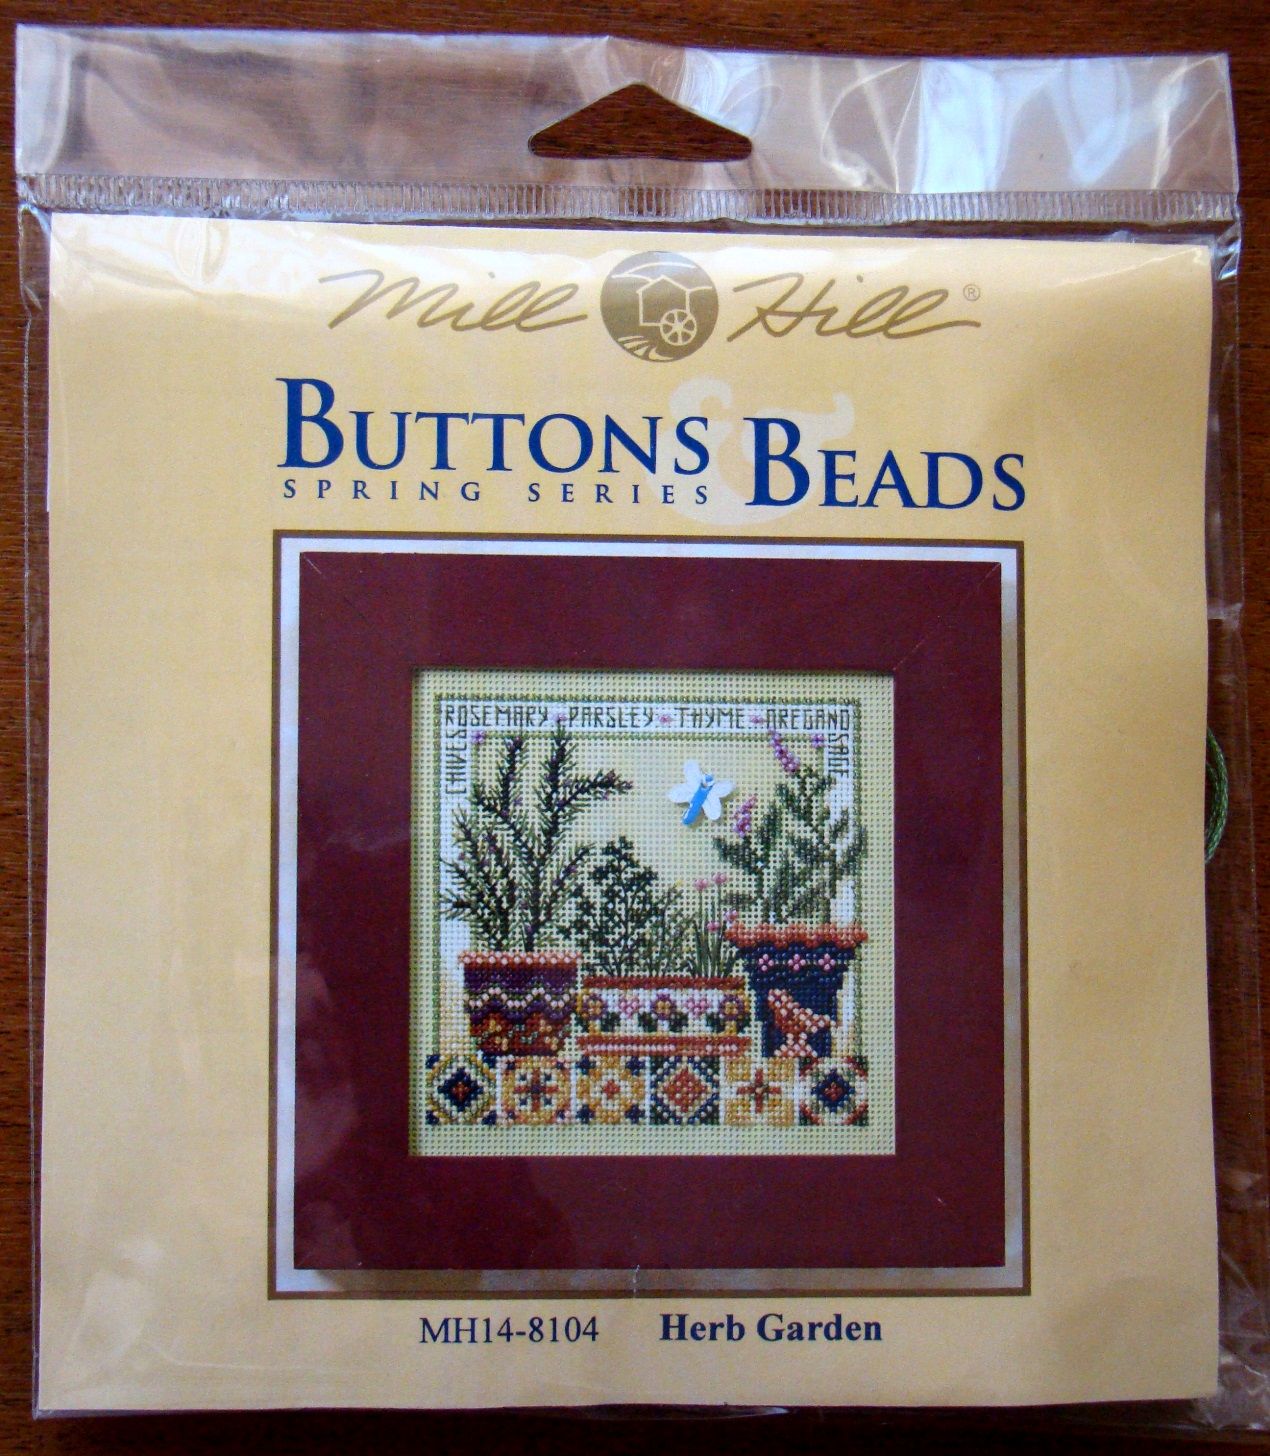 Mill Hill®
BUTTONS & BEADS
SPRING SERIES
CHIVES
ROSEMARY · PARSLEY · THYME · OREGANO
SAGE
MH14-8104 Herb Garden